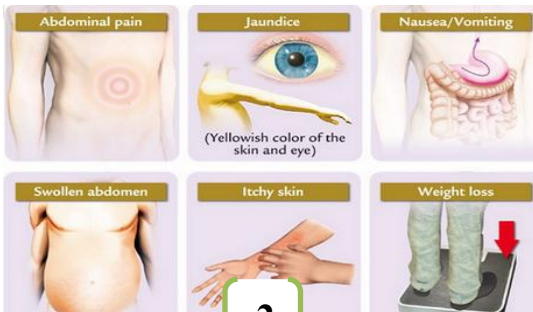 Abdominal pain
Jaundice
Nausea/Vomiting
(Yellowish color of the
skin and eye)
Swollen abdomen
Itchy skin
Weight loss